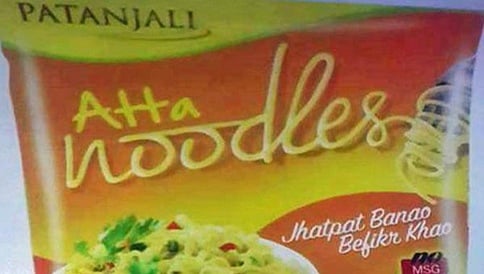 PATANJALI
Atta
noodles
Jhatpat Banao
Befikr Khao
no
MSG